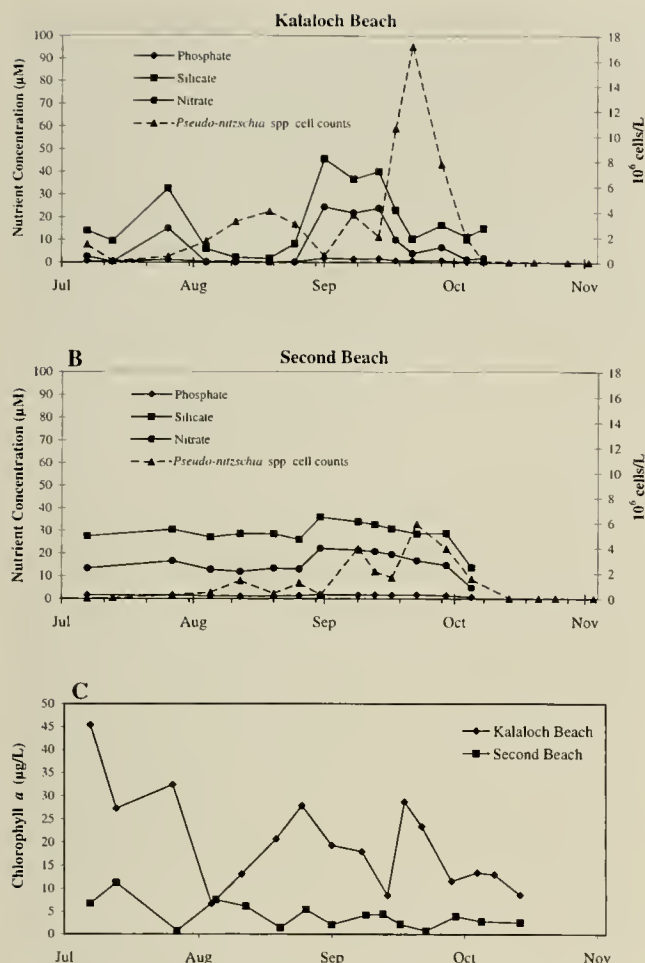 Kalaloch Beach
Nutrient Concentration (µM)
100
90
80
70
60
50
40
30
20
10
0
Phosphate
Silicate
Nitrate
Pseudo-nitzschia spp cell counts
18
16
14
12
10
8
6
4
2
0
10⁶ cells/L
Jul Aug Sep Oct Nov
B
Second Beach
Nutrient Concentration (µM)
100
90
80
70
60
50
40
30
20
10
0
Phosphate
Silicate
Nitrate
Pseudo-nitzschia spp cell counts
18
16
14
12
10
8
6
4
2
0
10⁶ cells/L
Jul Aug Sep Oct Nov
C
Chlorophyll a (µg/L)
50
45
40
35
30
25
20
15
10
5
0
Kalaloch Beach
Second Beach
Jul Aug Sep Oct Nov